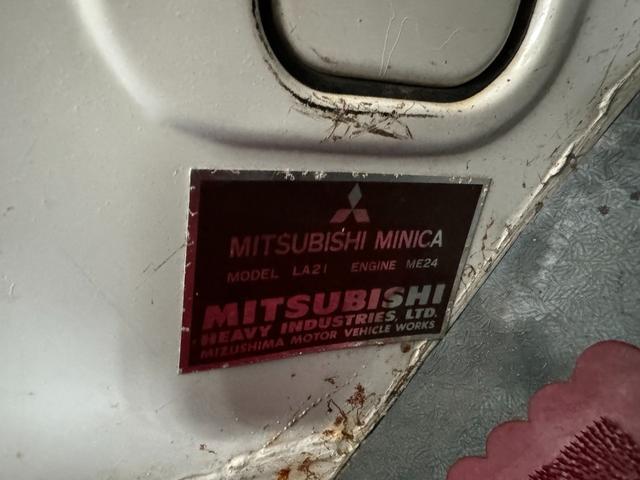 MITSUBISHI MINICA
MODEL LA21 ENGINE ME24
MITSUBISHI
HEAVY INDUSTRIES, LTD.
MIZUSHIMA MOTOR VEHICLE WORKS